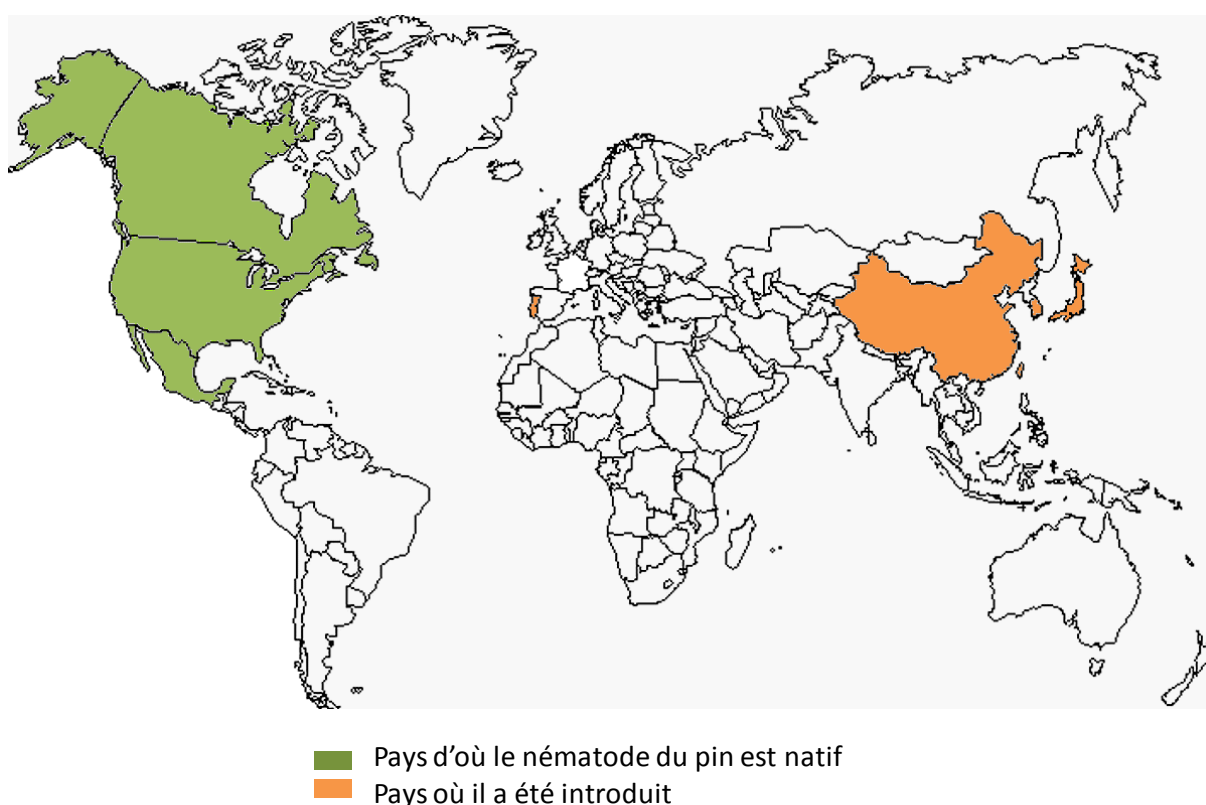 Pays d’où le nématode du pin est natif
Pays où il a été introduit